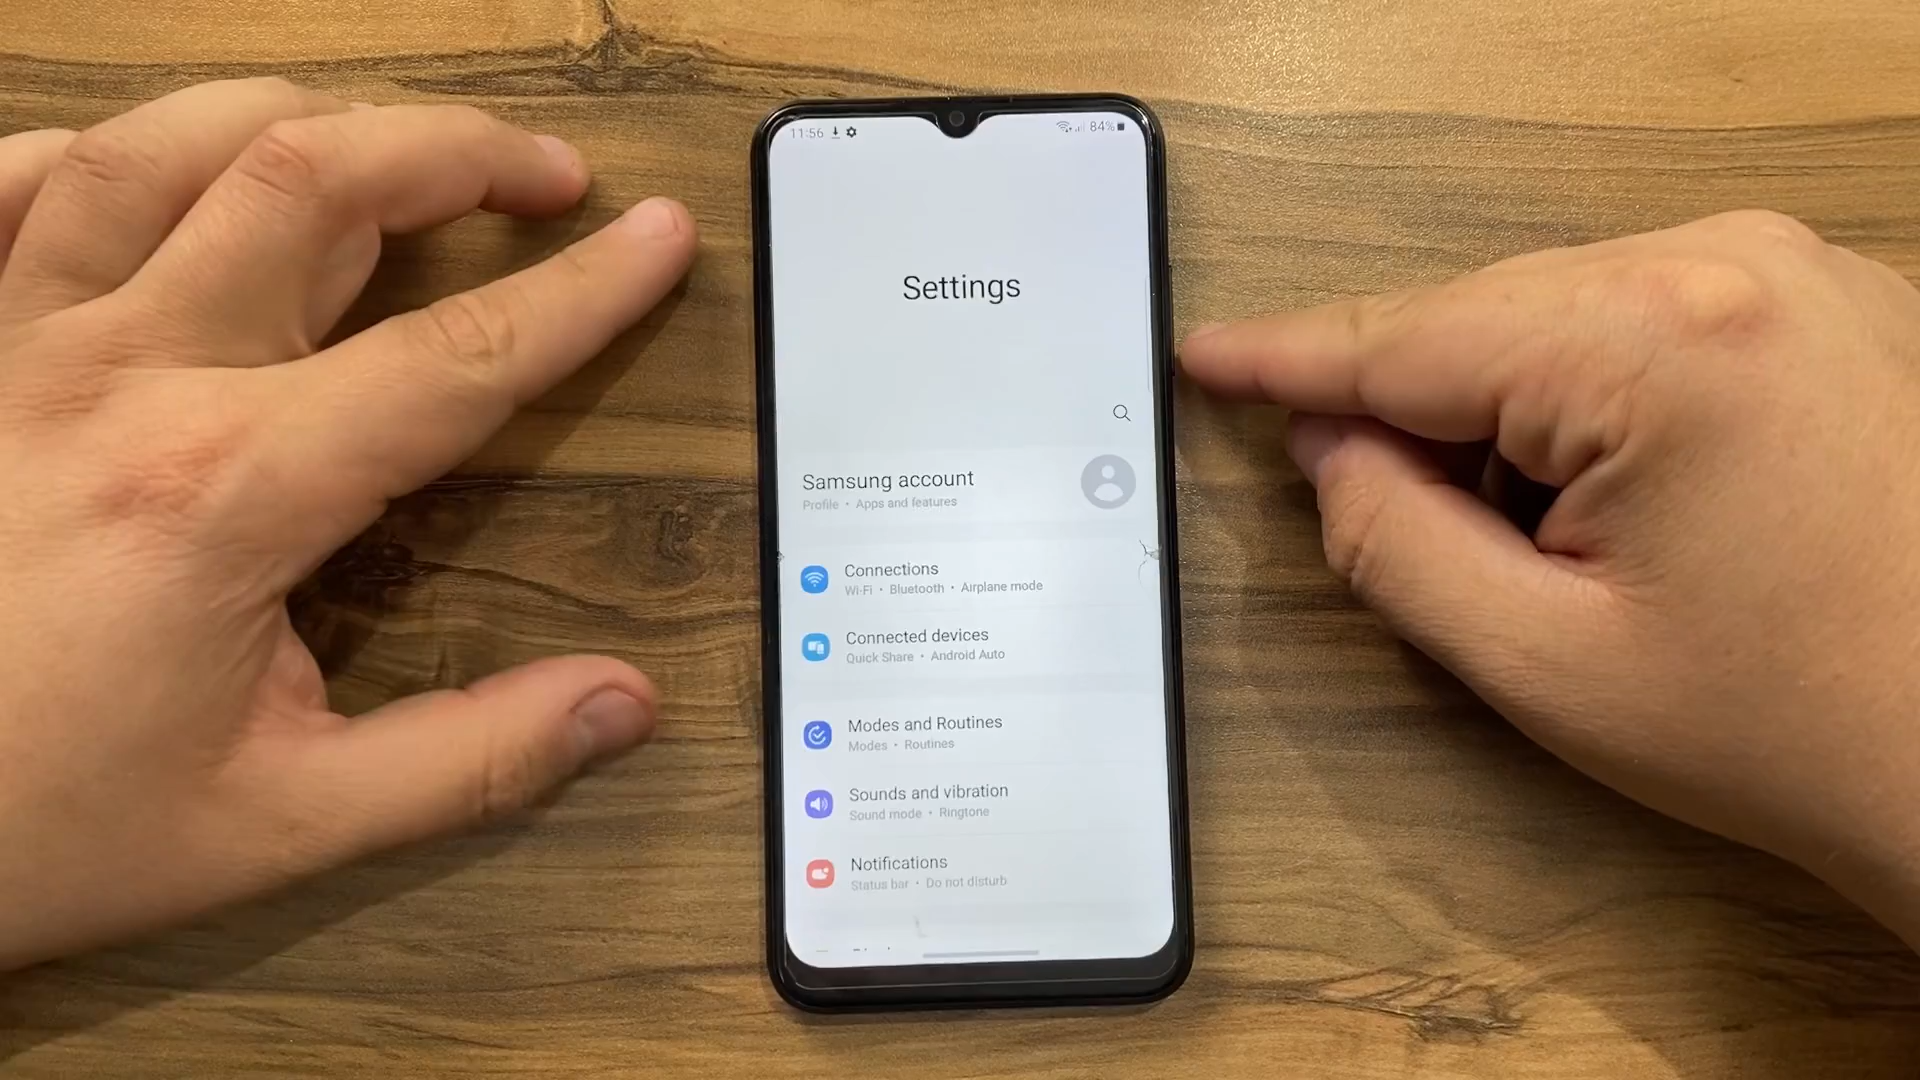 11:56 84%
Settings
Samsung account
Profile • Apps and features
Connections
Wi-Fi • Bluetooth • Airplane mode
Connected devices
Quick Share • Android Auto
Modes and Routines
Modes • Routines
Sounds and vibration
Sound mode • Ringtone
Notifications
Status bar • Do not disturb